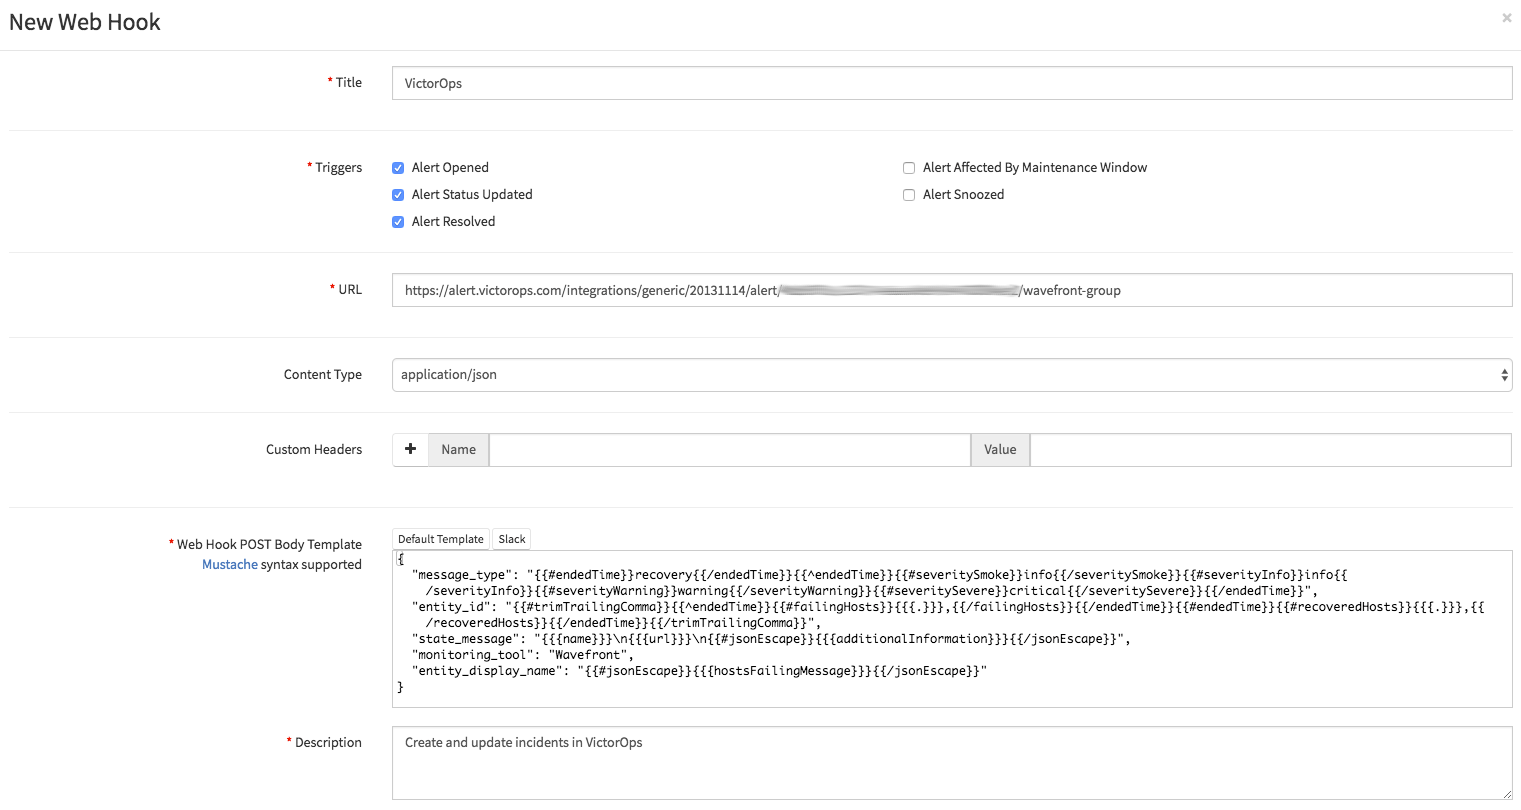 New Web Hook
×
* Title
VictorOps
* Triggers
Alert Opened
Alert Affected By Maintenance Window
Alert Status Updated
Alert Snoozed
Alert Resolved
* URL
https://alert.victorops.com/integrations/generic/20131114/alert/ /wavefront-group
Content Type
application/json
Custom Headers
+ Name Value
* Web Hook POST Body Template
Mustache syntax supported
Default Template Slack
{
"message_type": "{{#endedTime}}recovery{{/endedTime}}{{^endedTime}}{{#severitySmoke}}info{{/severitySmoke}}{{#severityInfo}}info{{
/severityInfo}}{{#severityWarning}}warning{{/severityWarning}}{{#severitySevere}}critical{{/severitySevere}}{{/endedTime}}",
"entity_id": "{{#trimTrailingComma}}{{^endedTime}}{{#failingHosts}}{{{.}}},{{/failingHosts}}{{/endedTime}}{{#endedTime}}{{#recoveredHosts}}{{{.}}},{{
/recoveredHosts}}{{/endedTime}}{{/trimTrailingComma}}",
"state_message": "{{{name}}}\n{{{url}}}\n{{#jsonEscape}}{{{additionalInformation}}}{{/jsonEscape}}",
"monitoring_tool": "Wavefront",
"entity_display_name": "{{#jsonEscape}}{{{hostsFailingMessage}}}{{/jsonEscape}}"
}
* Description
Create and update incidents in VictorOps